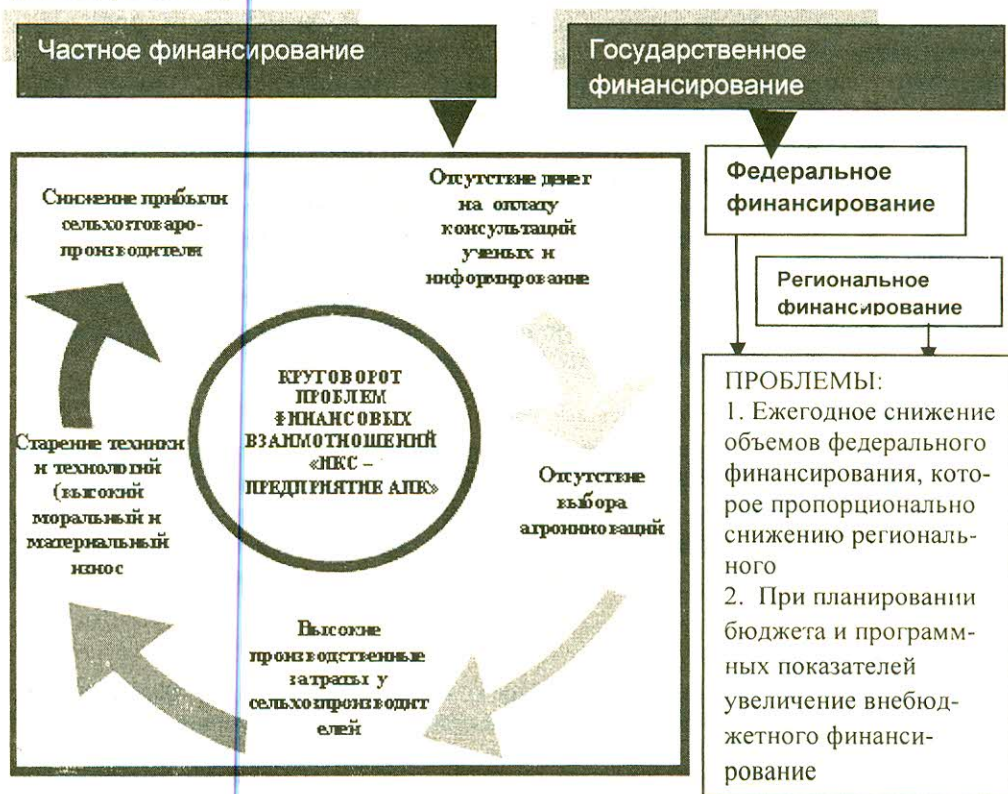 Частное финансирование
Государственное
финансирование
Снижение прибыли
сельхозтоваро-
производителя
Отсутствие денег
на оплату
консультаций
ученых и
информирование
КРУГОВОРОТ
ПРОБЛЕМ
ФИНАНСОВЫХ
ВЗАИМОТНОШЕНИЙ
«ИКС –
ПРЕДПРИЯТИЕ АПК»
Отсутствие
выбора
агроинноваций
Высокие
производственные
затраты у
сельхозпроизводит
елей
Старение техники
и технологий
(высокий
моральный и
материальный
износ
Федеральное
финансирование
Региональное
финансирование
ПРОБЛЕМЫ:
1. Ежегодное снижение
объемов федерального
финансирования, кото-
рое пропорционально
снижению региональ-
ного
2. При планировании
бюджета и программ-
ных показателей
увеличение внебюд-
жетного финанси-
рование